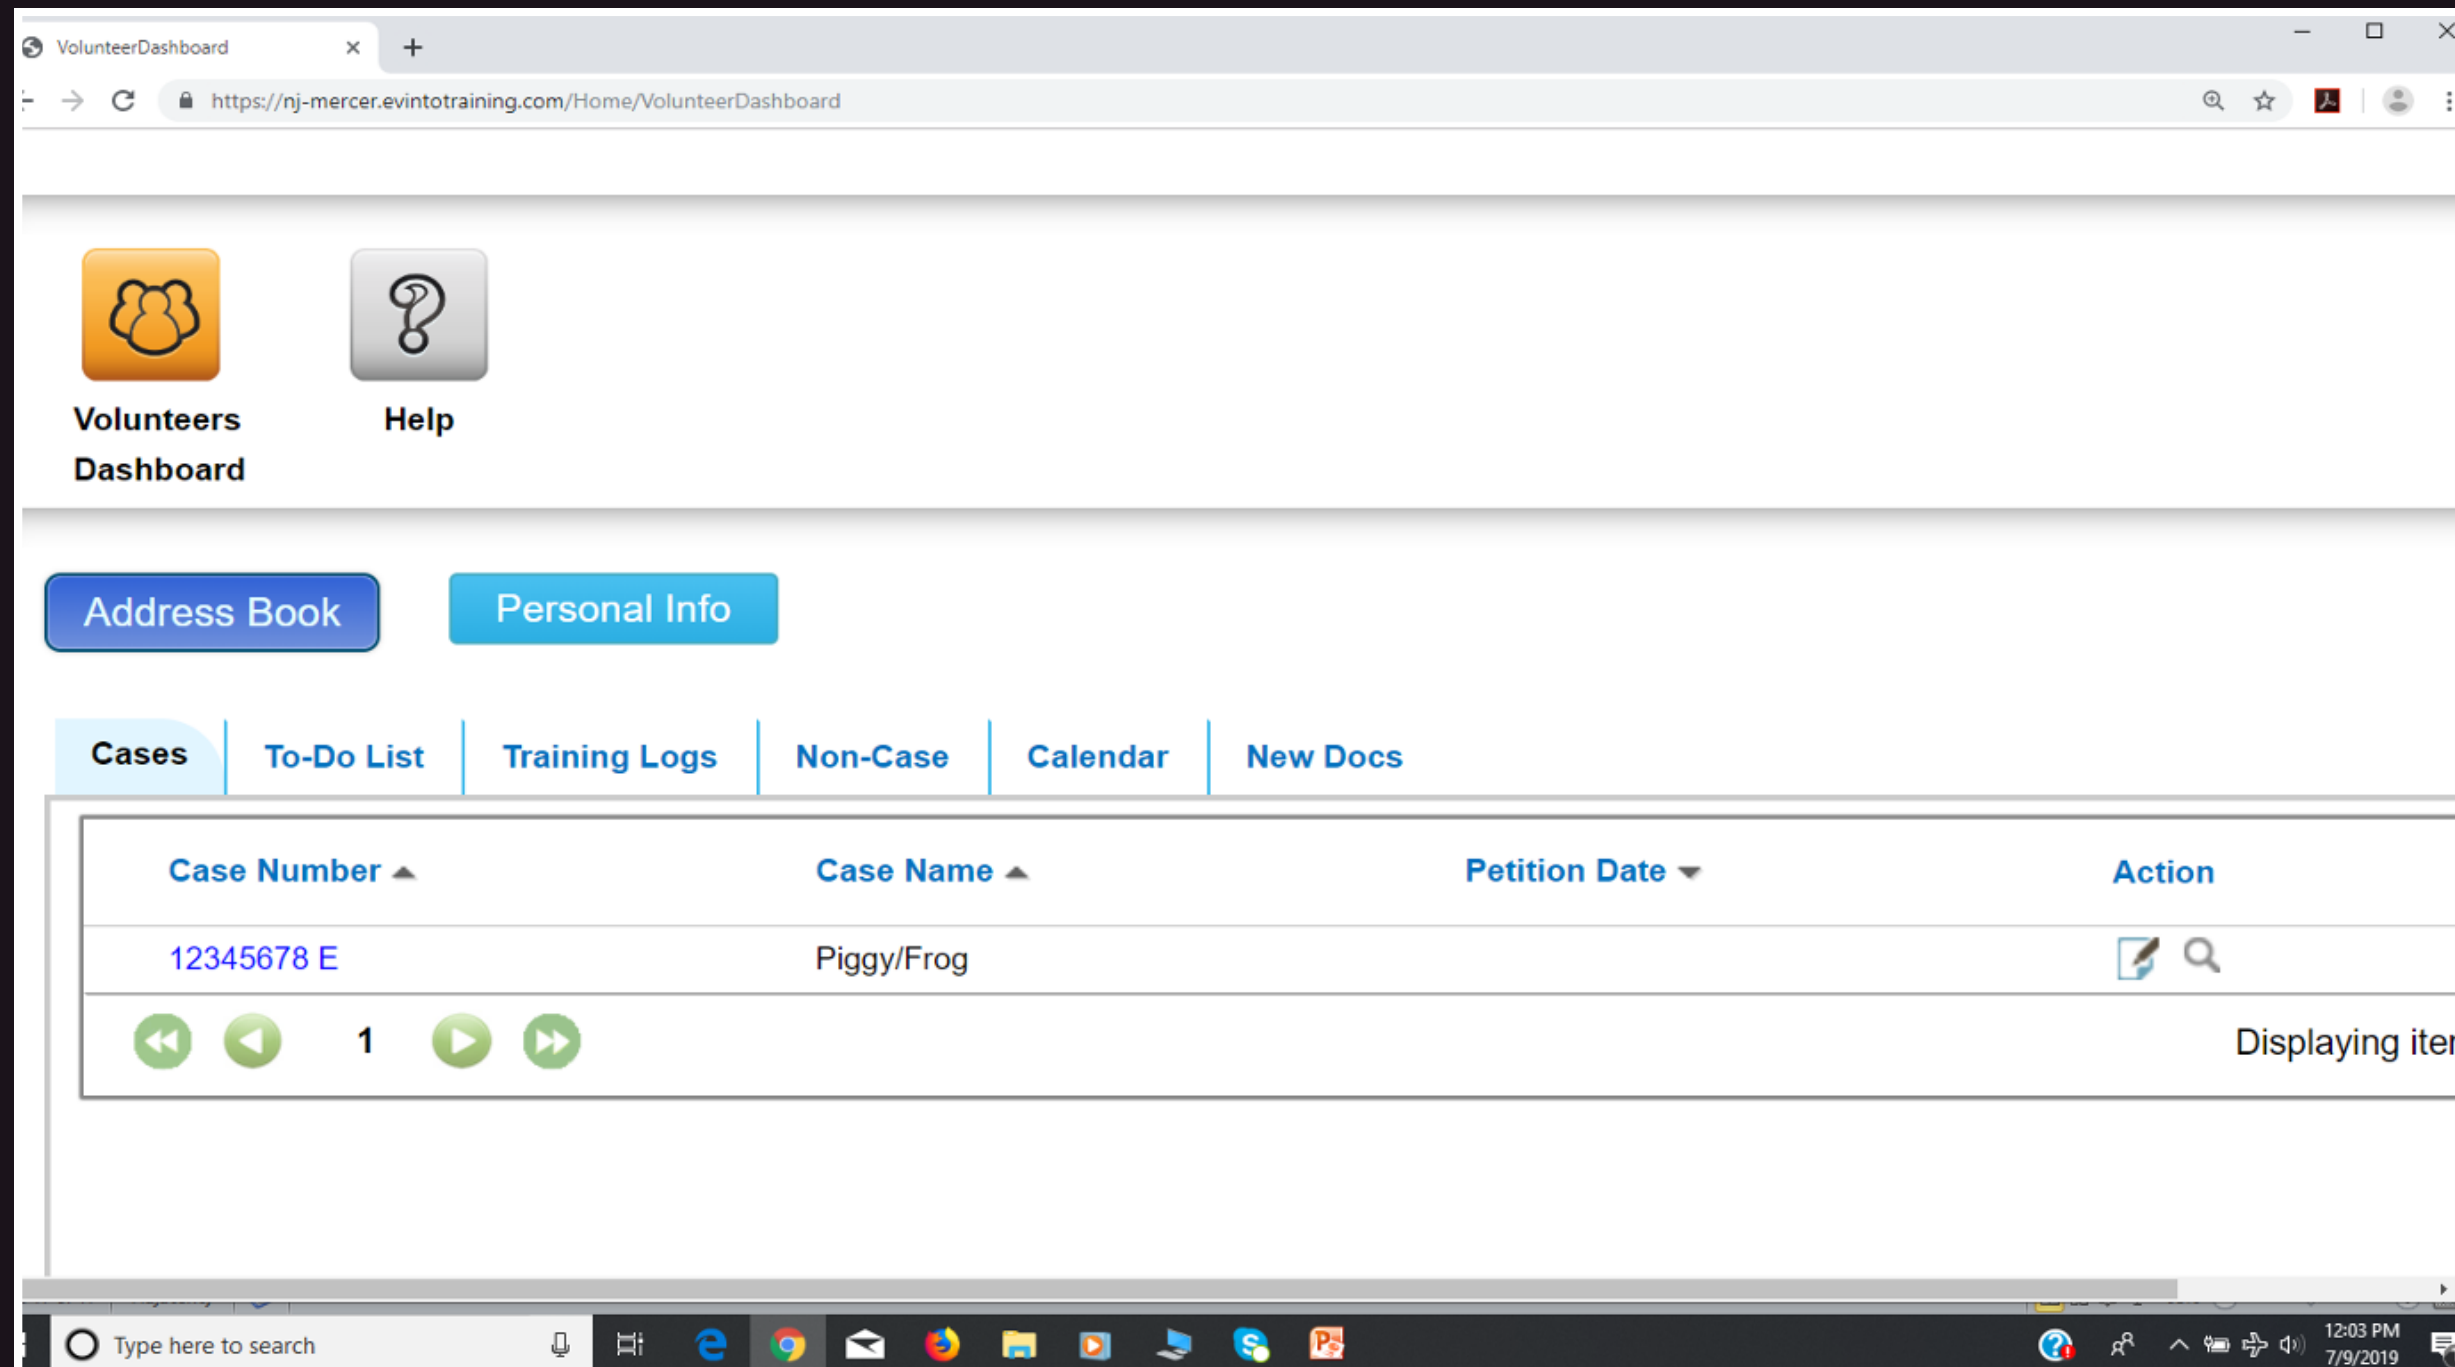 VolunteerDashboard
https://nj-mercer.evintotraining.com/Home/VolunteerDashboard
Volunteers Dashboard
Help
Address Book
Personal Info
Cases To-Do List Training Logs Non-Case Calendar New Docs
Case Number Case Name Petition Date Action
12345678 E Piggy/Frog
1
Displaying
Type here to search
12:03 PM
7/9/2019